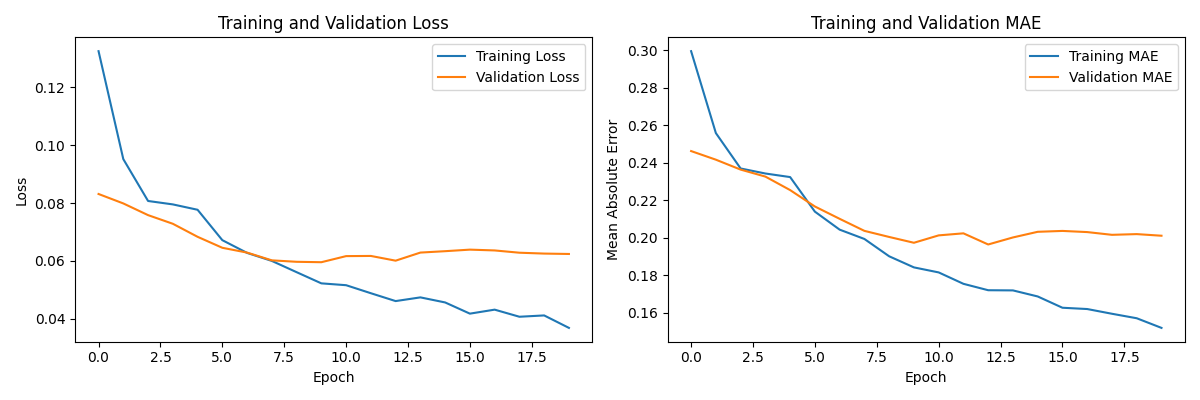 Training and Validation Loss
Training Loss
Validation Loss
0.12
0.10
0.08
0.06
0.04
Loss
0.0 2.5 5.0 7.5 10.0 12.5 15.0 17.5
Epoch
Training and Validation MAE
Training MAE
Validation MAE
0.30
0.28
0.26
0.24
0.22
0.20
0.18
0.16
Mean Absolute Error
0.0 2.5 5.0 7.5 10.0 12.5 15.0 17.5
Epoch